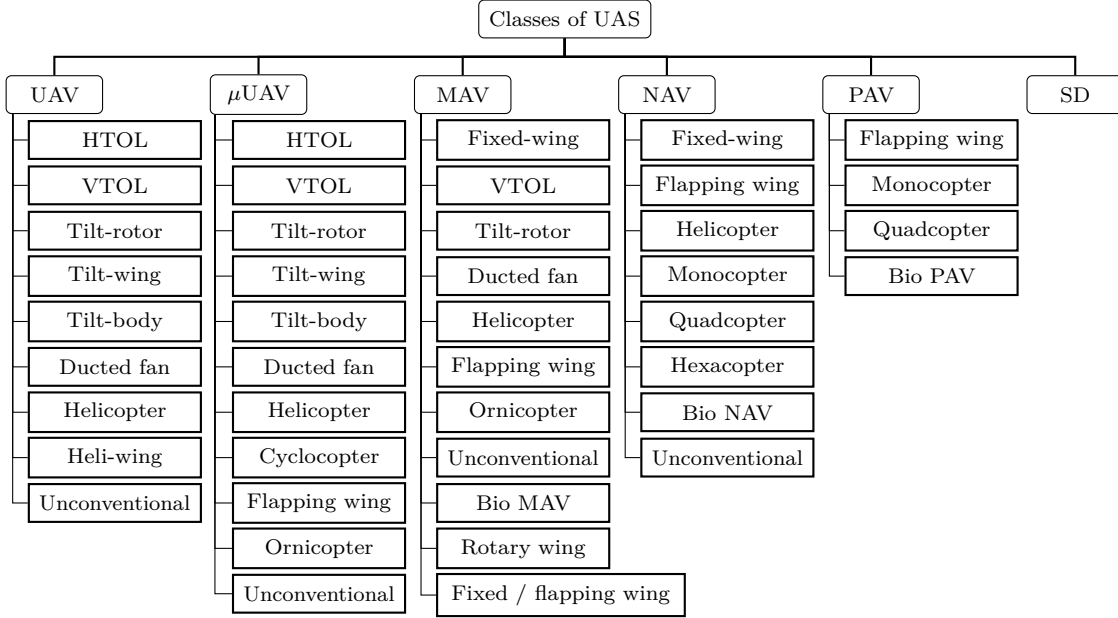 Classes of UAS
UAV
HTOL
VTOL
Tilt-rotor
Tilt-wing
Tilt-body
Ducted fan
Helicopter
Heli-wing
Unconventional
μUAV
HTOL
VTOL
Tilt-rotor
Tilt-wing
Tilt-body
Ducted fan
Helicopter
Cyclocopter
Flapping wing
Ornicopter
Unconventional
MAV
Fixed-wing
VTOL
Tilt-rotor
Ducted fan
Helicopter
Flapping wing
Ornicopter
Unconventional
Bio MAV
Rotary wing
Fixed / flapping wing
NAV
Fixed-wing
Flapping wing
Helicopter
Monocopter
Quadcopter
Hexacopter
Bio NAV
Unconventional
PAV
Flapping wing
Monocopter
Quadcopter
Bio PAV
SD